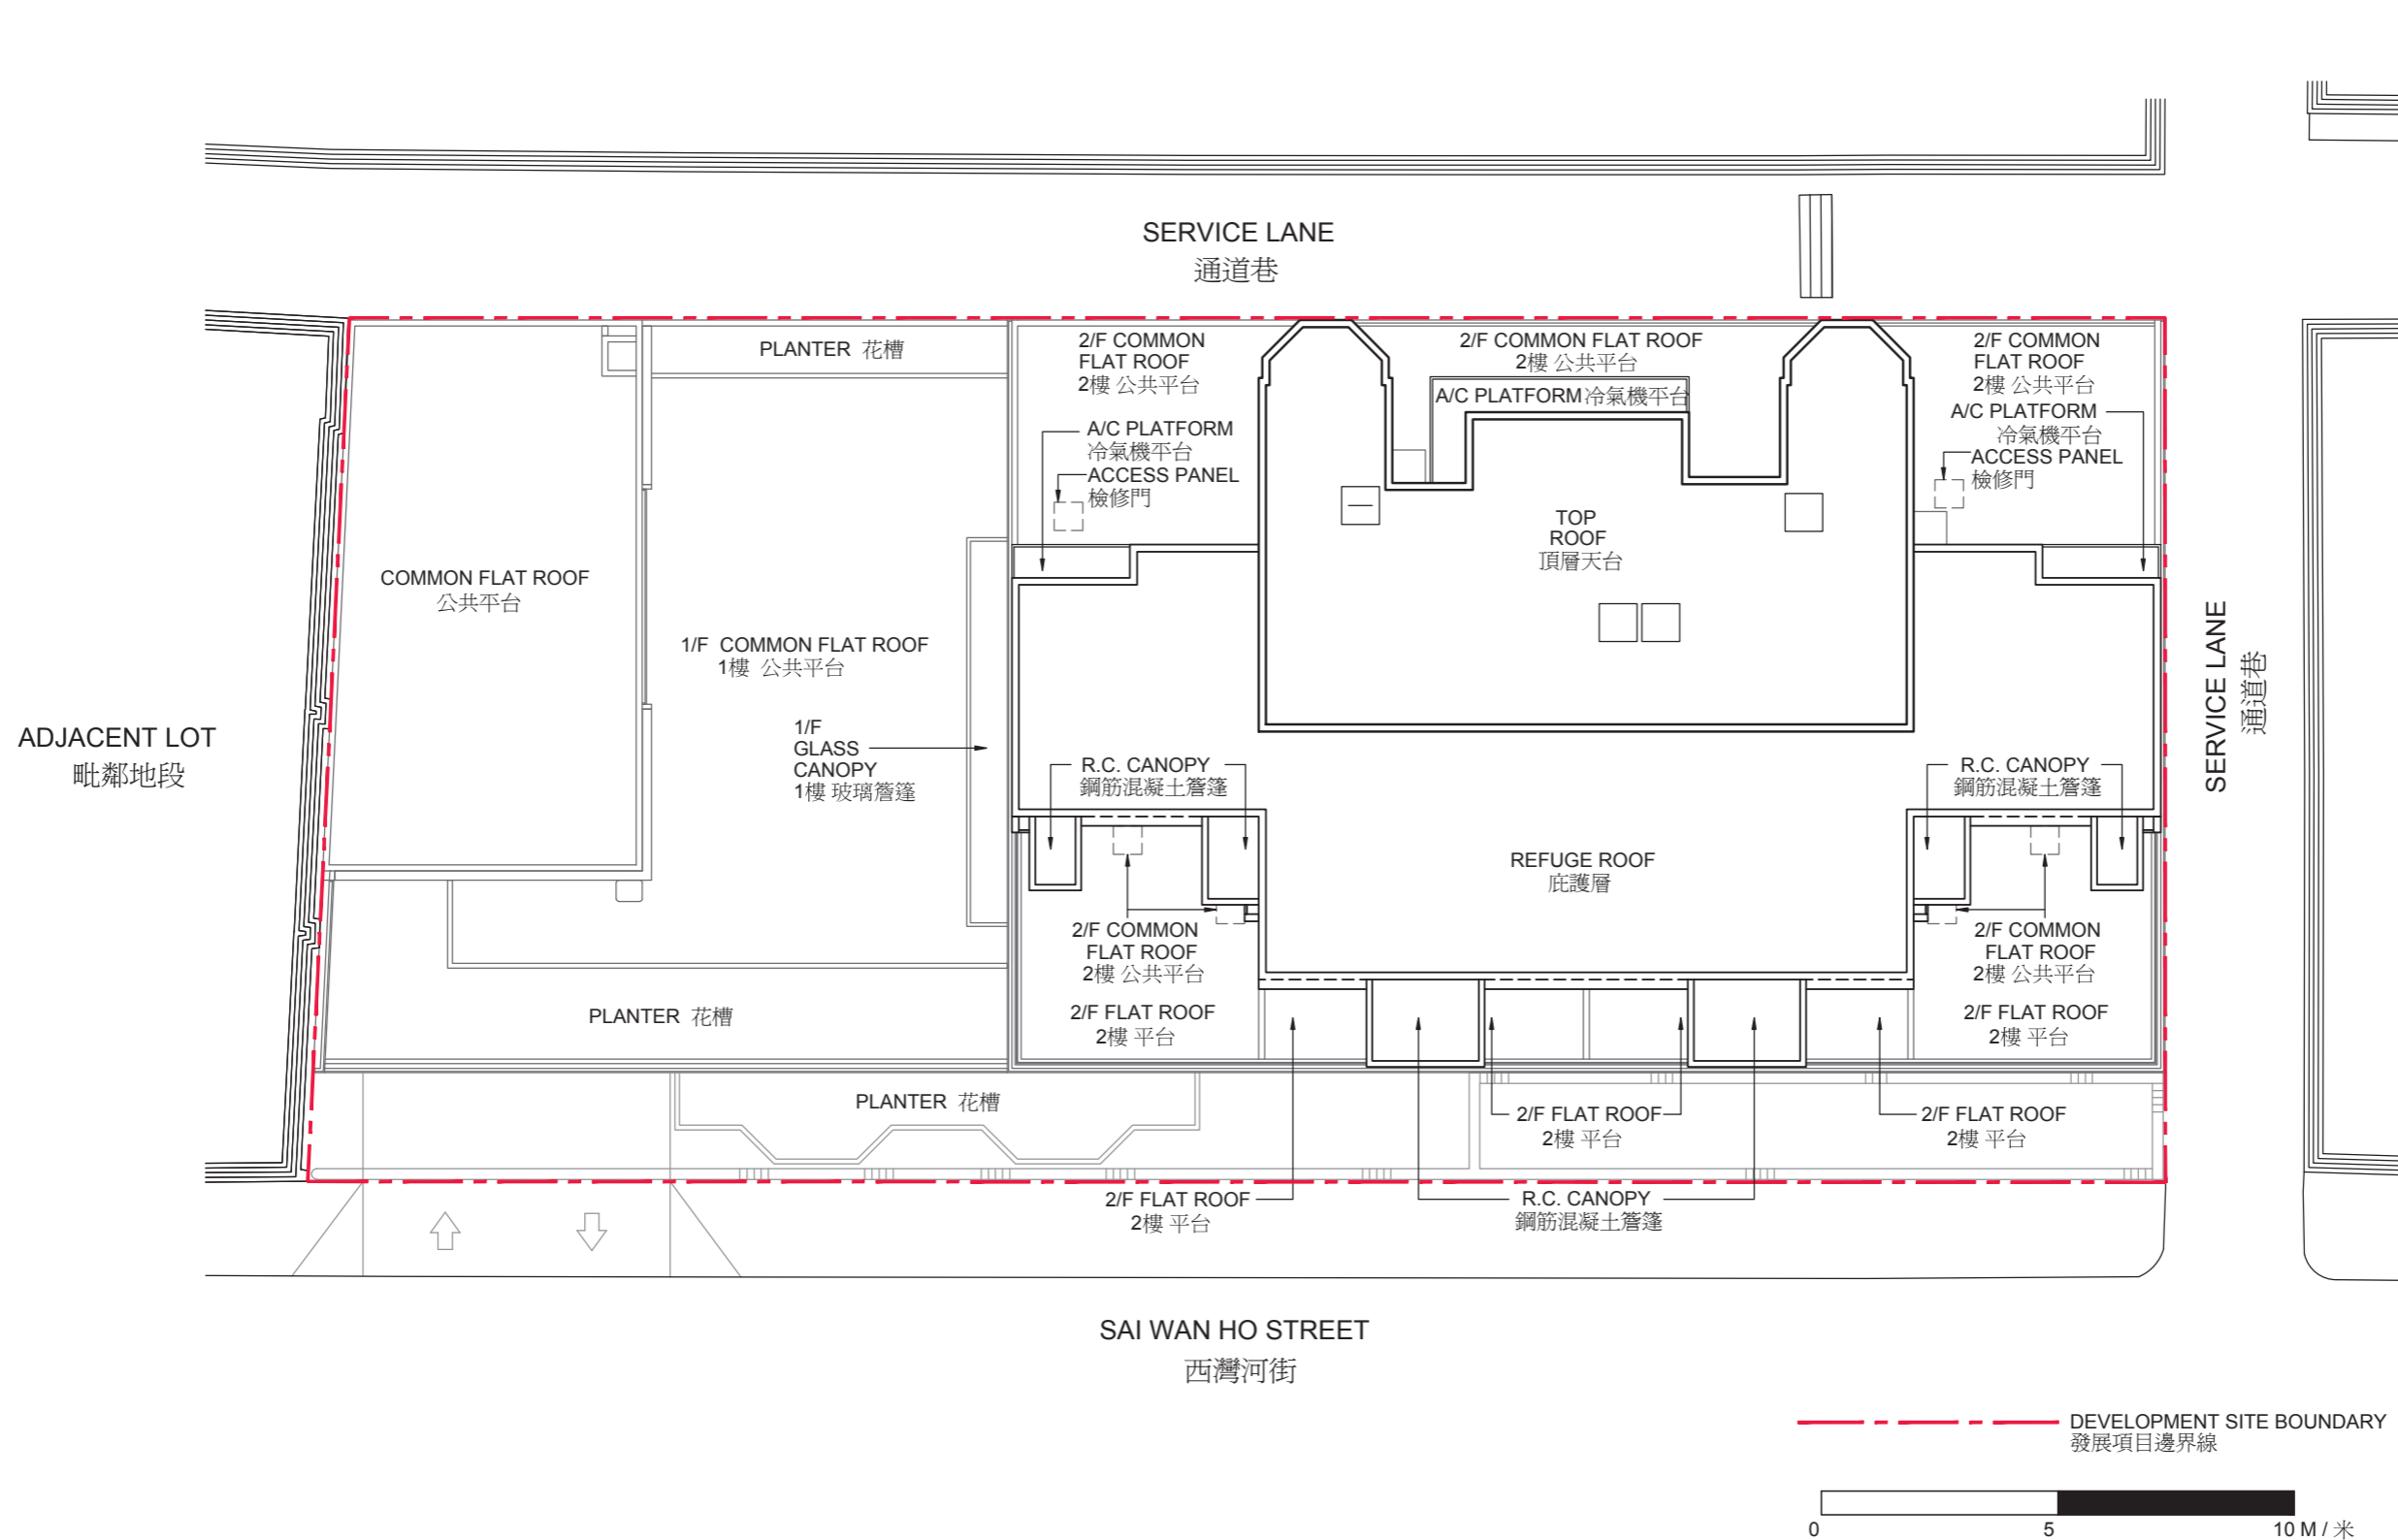 SERVICE LANE
通道巷
PLANTER 花槽
2/F COMMON
FLAT ROOF
2樓 公共平台
2/F COMMON FLAT ROOF
2樓 公共平台
A/C PLATFORM 冷氣機平台
2/F COMMON
FLAT ROOF
2樓 公共平台
A/C PLATFORM
冷氣機平台
ACCESS PANEL
檢修門
A/C PLATFORM
冷氣機平台
ACCESS PANEL
檢修門
TOP
ROOF
頂層天台
COMMON FLAT ROOF
公共平台
1/F COMMON FLAT ROOF
1樓 公共平台
1/F
GLASS
CANOPY
1樓 玻璃簷篷
ADJACENT LOT
毗鄰地段
SERVICE LANE
通道巷
R.C. CANOPY
鋼筋混凝土簷篷
R.C. CANOPY
鋼筋混凝土簷篷
REFUGE ROOF
庇護層
2/F COMMON
FLAT ROOF
2樓 公共平台
2/F COMMON
FLAT ROOF
2樓 公共平台
PLANTER 花槽
2/F FLAT ROOF
2樓 平台
2/F FLAT ROOF
2樓 平台
PLANTER 花槽
2/F FLAT ROOF
2樓 平台
2/F FLAT ROOF
2樓 平台
2/F FLAT ROOF
2樓 平台
R.C. CANOPY
鋼筋混凝土簷篷
SAI WAN HO STREET
西灣河街
DEVELOPMENT SITE BOUNDARY
發展項目邊界線
0 5 10 M / 米